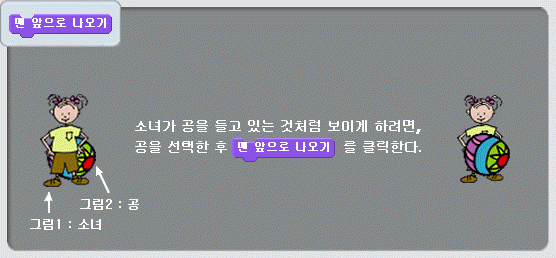 맨 앞으로 나오기
소녀가 공을 들고 있는 것처럼 보이게 하려면,
공을 선택한 후 맨 앞으로 나오기 를 클릭한다.
그림2 : 공
그림1 : 소녀